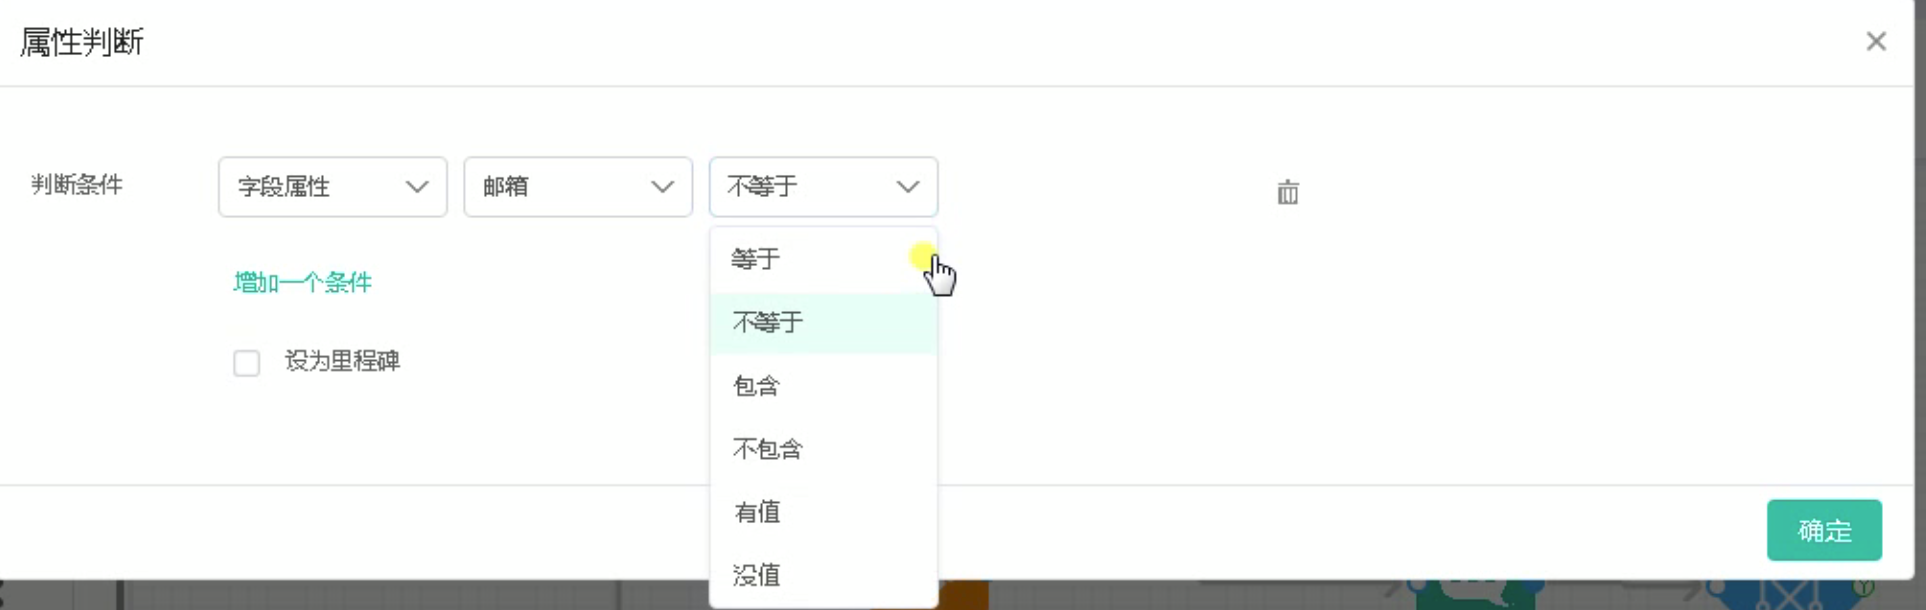 属性判断
判断条件
字段属性
邮箱
不等于
等于
不等于
包含
不包含
有值
没值
增加一个条件
设为里程碑
确定